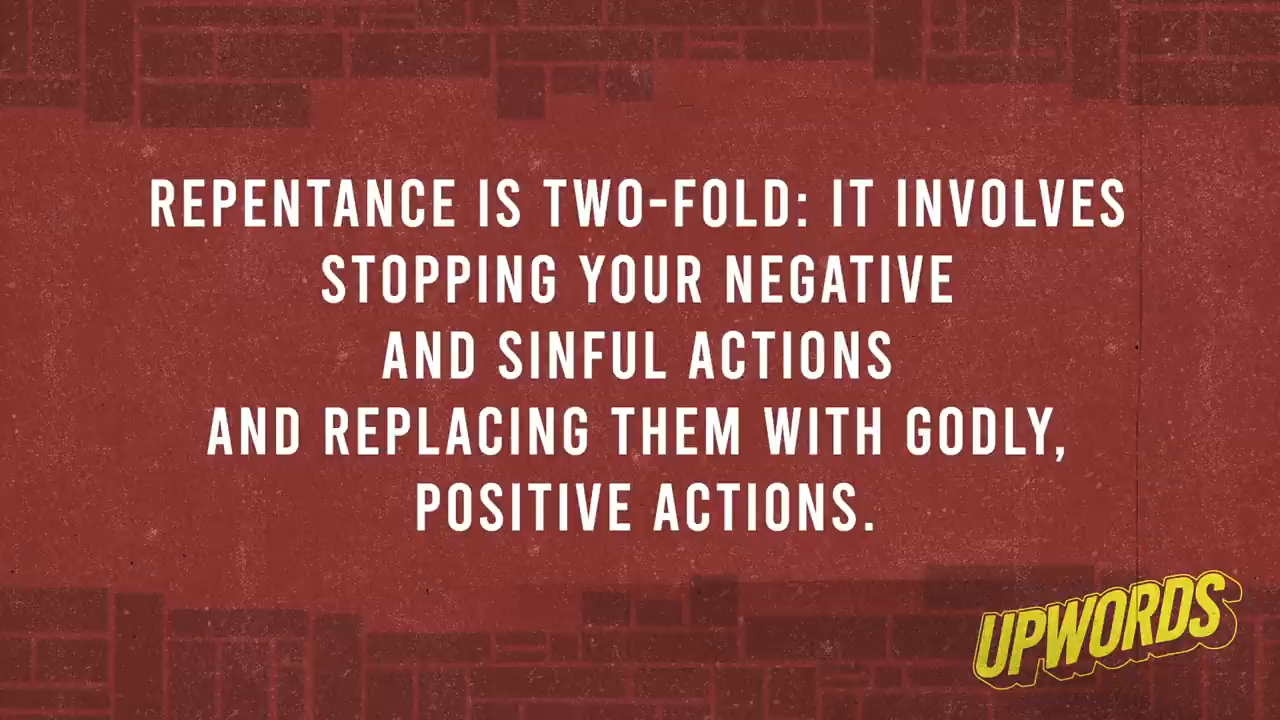 REPENTANCE IS TWO-FOLD: IT INVOLVES
STOPPING YOUR NEGATIVE
AND SINFUL ACTIONS
AND REPLACING THEM WITH GODLY,
POSITIVE ACTIONS.
UPWORDS